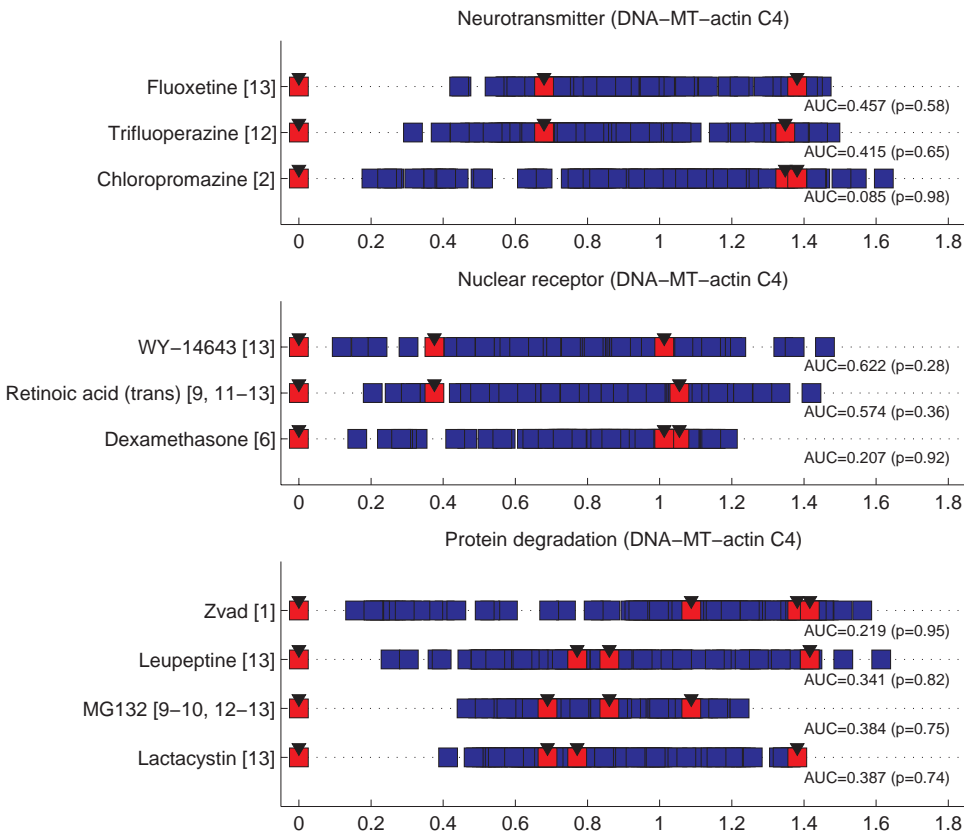 Neurotransmitter (DNA−MT−actin C4)
Fluoxetine [13]
AUC=0.457 (p=0.58)
Trifluoperazine [12]
AUC=0.415 (p=0.65)
Chloropromazine [2]
AUC=0.085 (p=0.98)
0 0.2 0.4 0.6 0.8 1 1.2 1.4 1.6 1.8
Nuclear receptor (DNA−MT−actin C4)
WY−14643 [13]
AUC=0.622 (p=0.28)
Retinoic acid (trans) [9, 11−13]
AUC=0.574 (p=0.36)
Dexamethasone [6]
AUC=0.207 (p=0.92)
0 0.2 0.4 0.6 0.8 1 1.2 1.4 1.6 1.8
Protein degradation (DNA−MT−actin C4)
Zvad [1]
AUC=0.219 (p=0.95)
Leupeptine [13]
AUC=0.341 (p=0.82)
MG132 [9−10, 12−13]
AUC=0.384 (p=0.75)
Lactacystin [13]
AUC=0.387 (p=0.74)
0 0.2 0.4 0.6 0.8 1 1.2 1.4 1.6 1.8